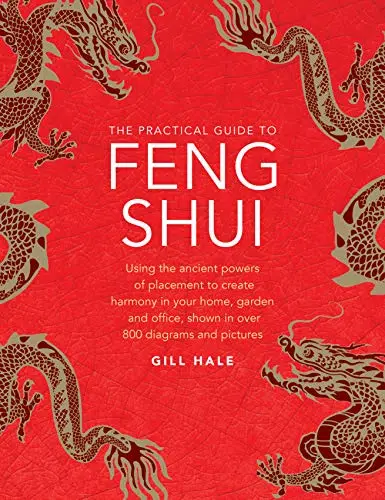 THE PRACTICAL GUIDE TO
FENG
SHUI
Using the ancient powers
of placement to create
harmony in your home, garden
and office, shown in over
800 diagrams and pictures
GILL HALE